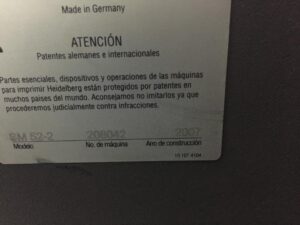 Made in Germany
ATENCIÓN
Patentes alemanes e internacionales
Partes esenciales, dispositivos y operaciones de las máquinas
para imprimir Heidelberg están protegidos por patentes en
muchos países del mundo. Aconsejamos no imitarlos ya que
procederemos judicialmente contra infracciones.
SM 52-2 208042 2007
Modelo No. de máquina Ano de construcción